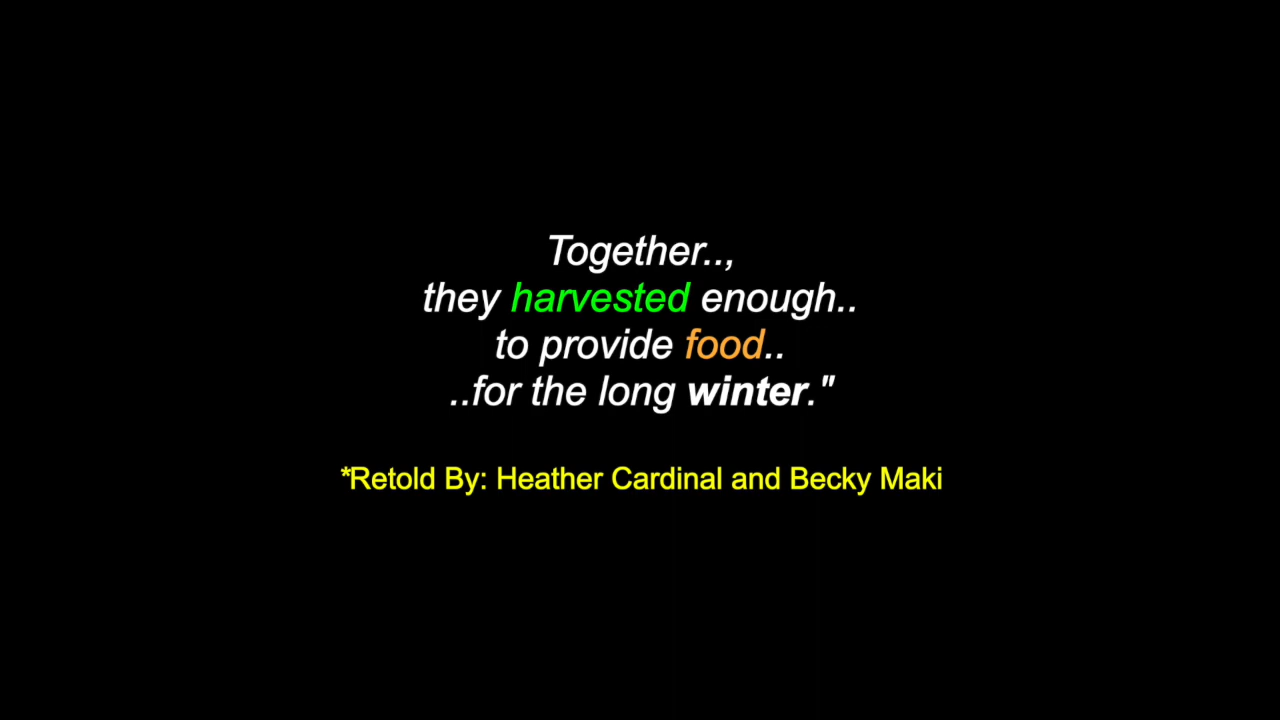 Together..,
they harvested enough..
to provide food..
..for the long winter."
*Retold By: Heather Cardinal and Becky Maki